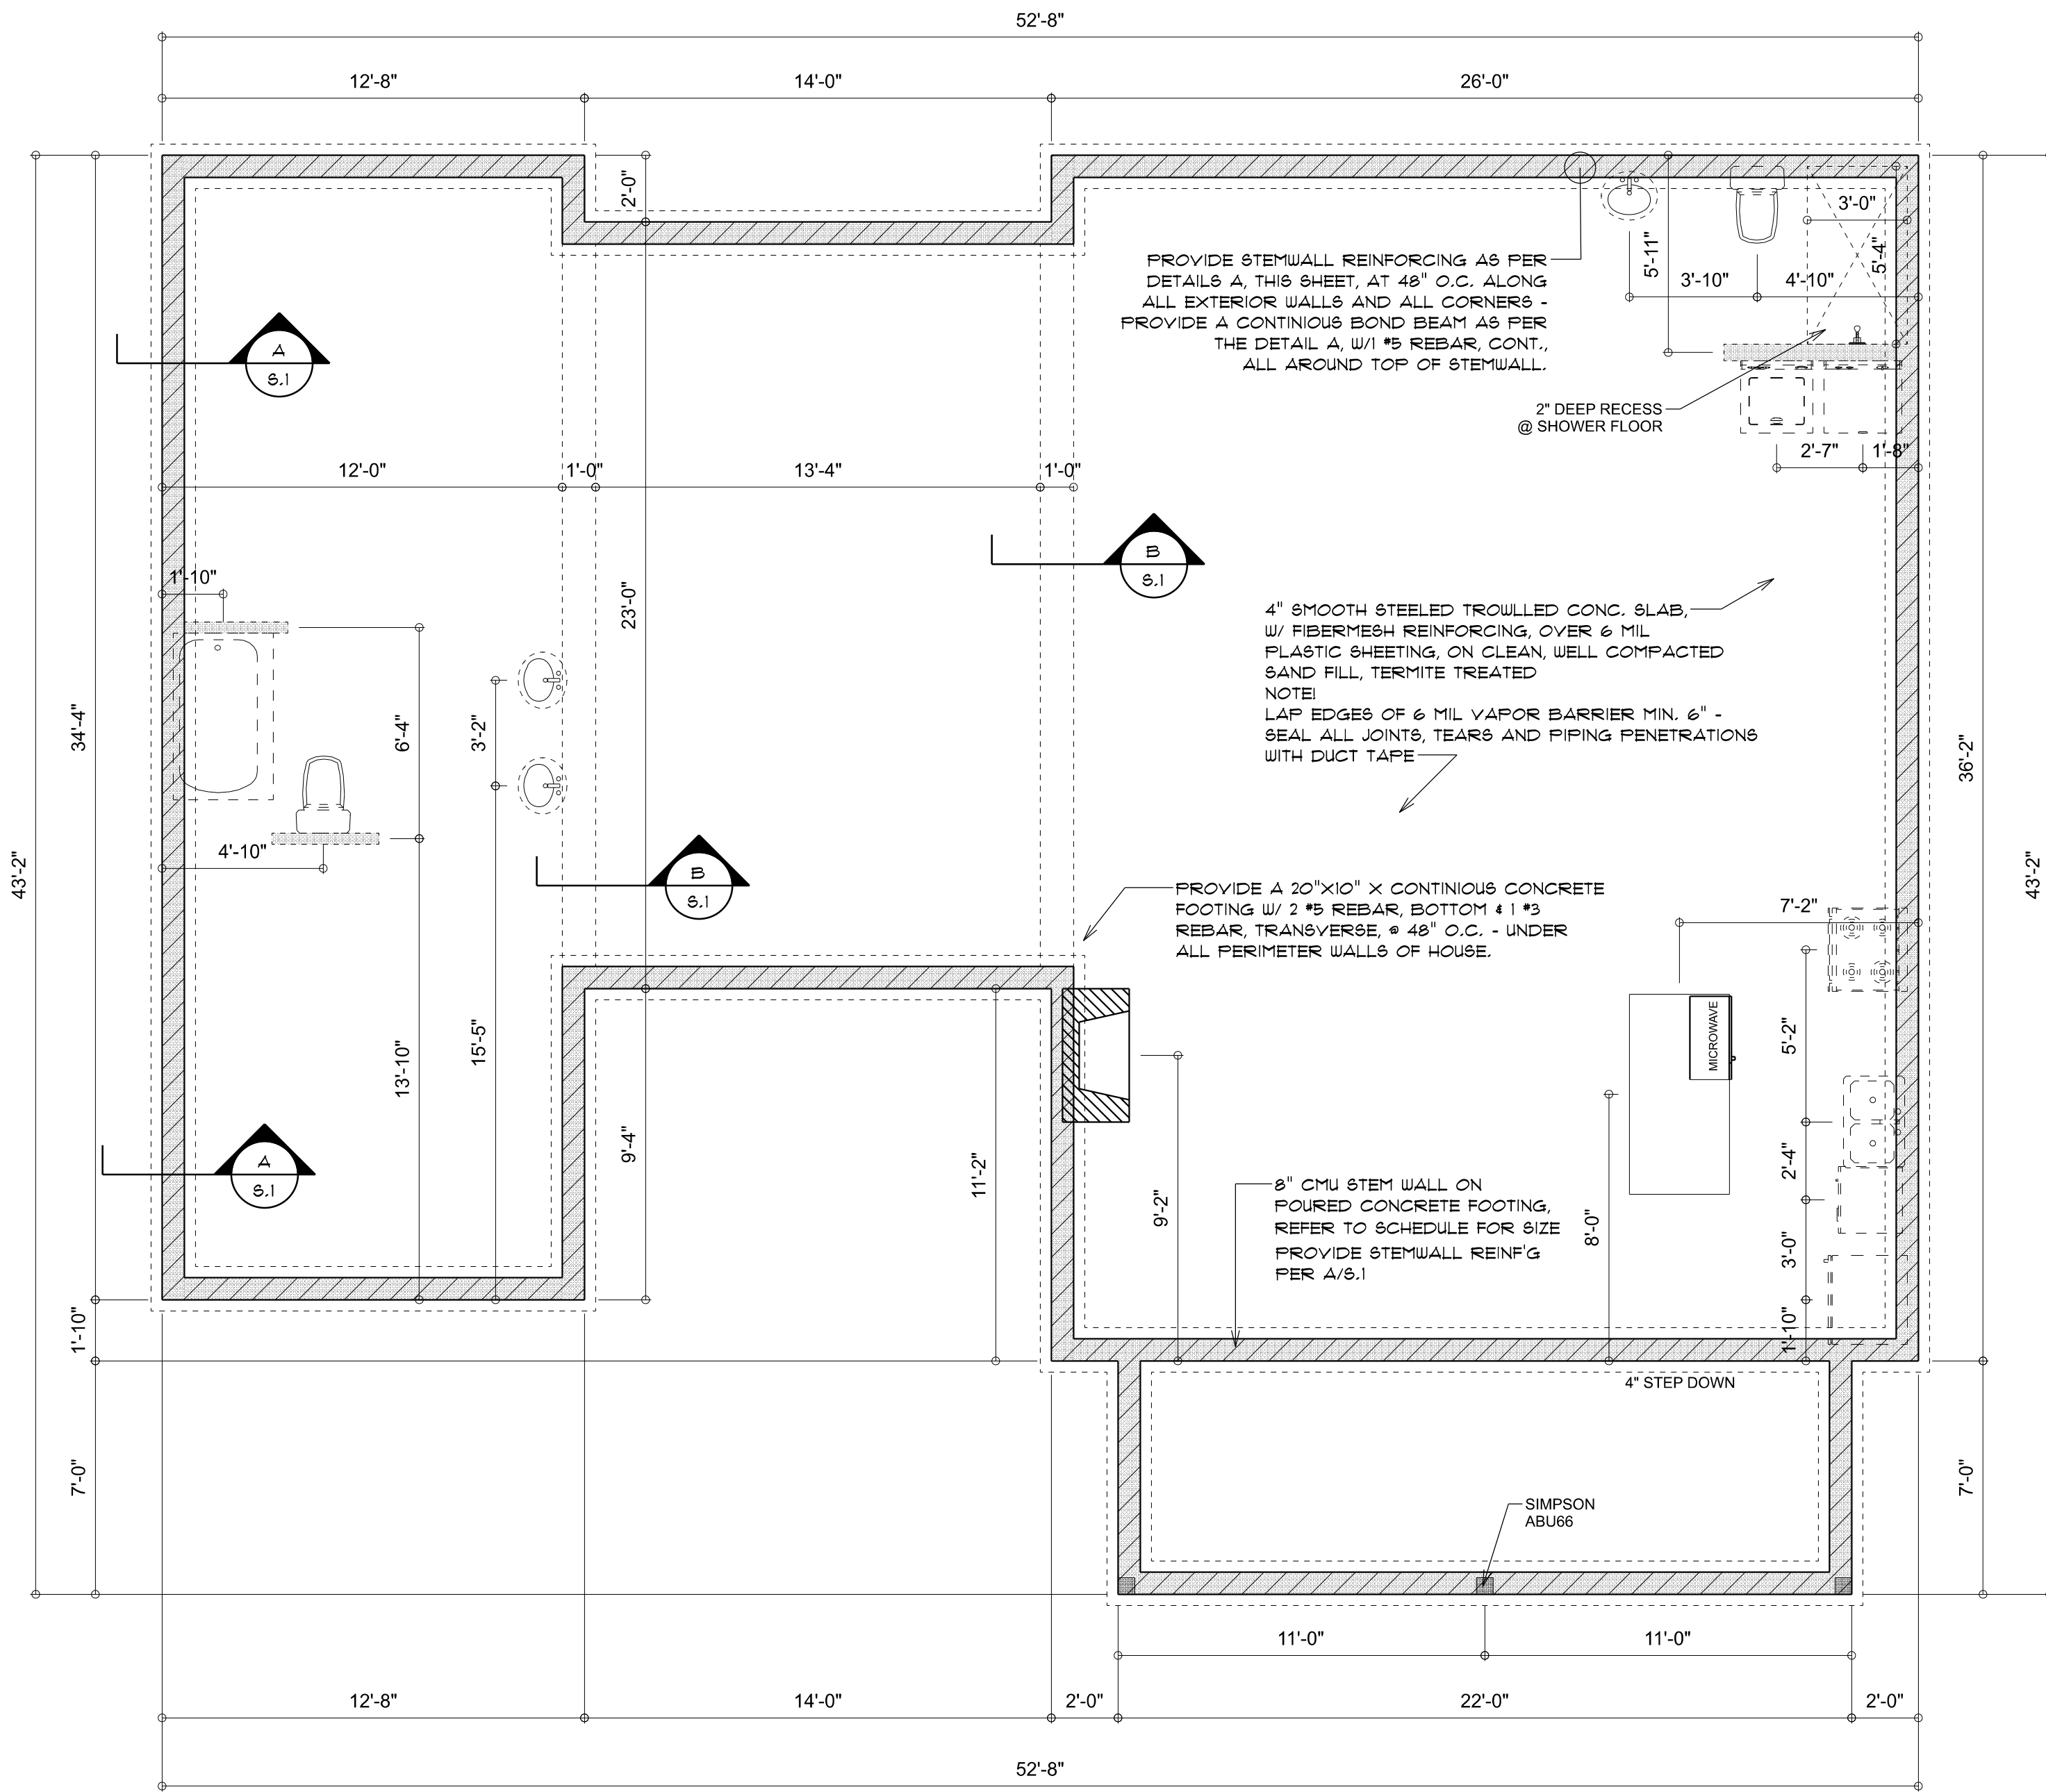 52'-8"
12'-8"
14'-0"
26'-0"
2'-0"
3'-0"
5'-4"
5'-11"
3'-10"
4'-10"
PROVIDE STEMWALL REINFORCING AS PER
DETAILS A, THIS SHEET, AT 48" O.C. ALONG
ALL EXTERIOR WALLS AND ALL CORNERS -
PROVIDE A CONTINIOUS BOND BEAM AS PER
THE DETAIL A, W/1 #5 REBAR, CONT.,
ALL AROUND TOP OF STEMWALL.
A
S.1
2" DEEP RECESS
@ SHOWER FLOOR
2'-7"
1'-8"
12'-0"
1'-0"
13'-4"
1'-0"
B
S.1
1'-10"
23'-0"
4" SMOOTH STEELED TROWLLED CONC. SLAB,
W/ FIBERMESH REINFORCING, OVER 6 MIL
PLASTIC SHEETING, ON CLEAN, WELL COMPACTED
SAND FILL, TERMITE TREATED
NOTE!
LAP EDGES OF 6 MIL VAPOR BARRIER MIN. 6" -
SEAL ALL JOINTS, TEARS AND PIPING PENETRATIONS
WITH DUCT TAPE
34'-4"
6'-4"
3'-2"
36'-2"
43'-2"
4'-10"
B
S.1
43'-2"
PROVIDE A 20"X10" X CONTINIOUS CONCRETE
FOOTING W/ 2 #5 REBAR, BOTTOM & 1 #3
REBAR, TRANSVERSE, @ 48" O.C. - UNDER
ALL PERIMETER WALLS OF HOUSE.
7'-2"
MICROWAVE
5'-2"
13'-10"
15'-5"
9'-4"
11'-2"
9'-2"
2'-4"
A
S.1
8" CMU STEM WALL ON
POURED CONCRETE FOOTING,
REFER TO SCHEDULE FOR SIZE
PROVIDE STEMWALL REINF'G
PER A/S.1
8'-0"
3'-0"
1'-10"
1'-10"
4" STEP DOWN
7'-0"
SIMPSON
ABU66
7'-0"
11'-0"
11'-0"
12'-8"
14'-0"
2'-0"
22'-0"
2'-0"
52'-8"